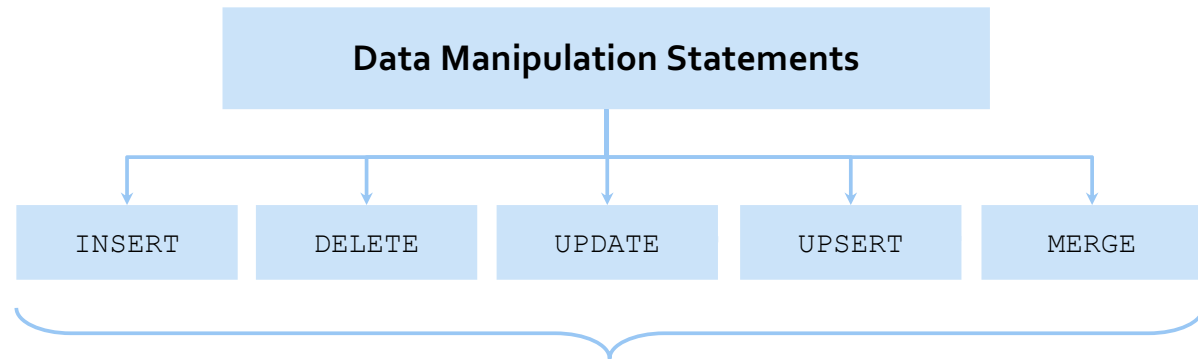 Data Manipulation Statements
INSERT
DELETE
UPDATE
UPSERT
MERGE